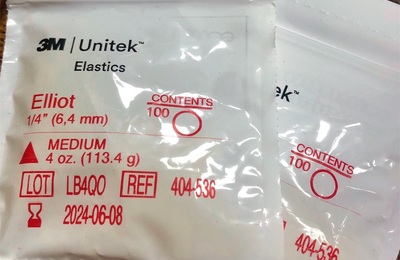 3M | Unitek™
Elastics
Elliot
1/4" (6,4 mm)
CONTENTS
100
MEDIUM
4 oz. (113.4 g)
LOT LB4QO REF 404-536
2024-06-08
ek™
CONTENTS
100
404-536